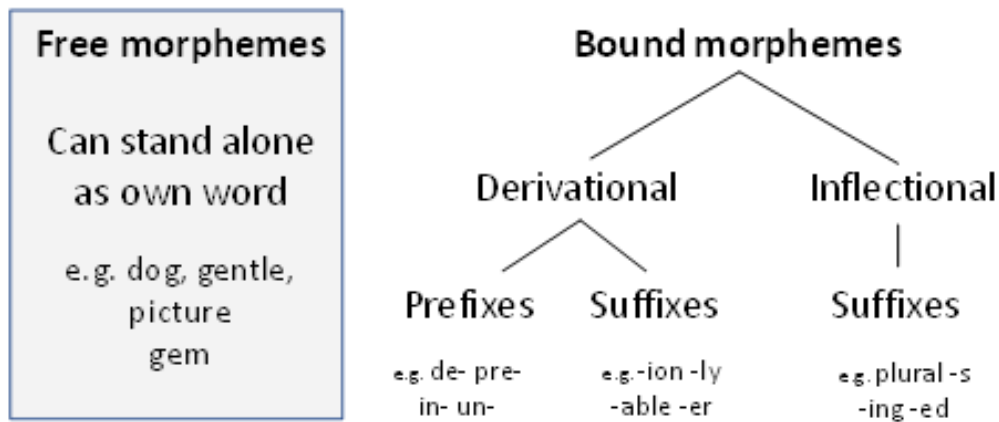 Free morphemes
Can stand alone
as own word
e.g. dog, gentle,
picture
gem
Bound morphemes
Derivational
Inflectional
Prefixes
Suffixes
Suffixes
e.g. de- pre-
in- un-
e.g.-ion -ly
-able -er
e.g. plural -s
-ing -ed